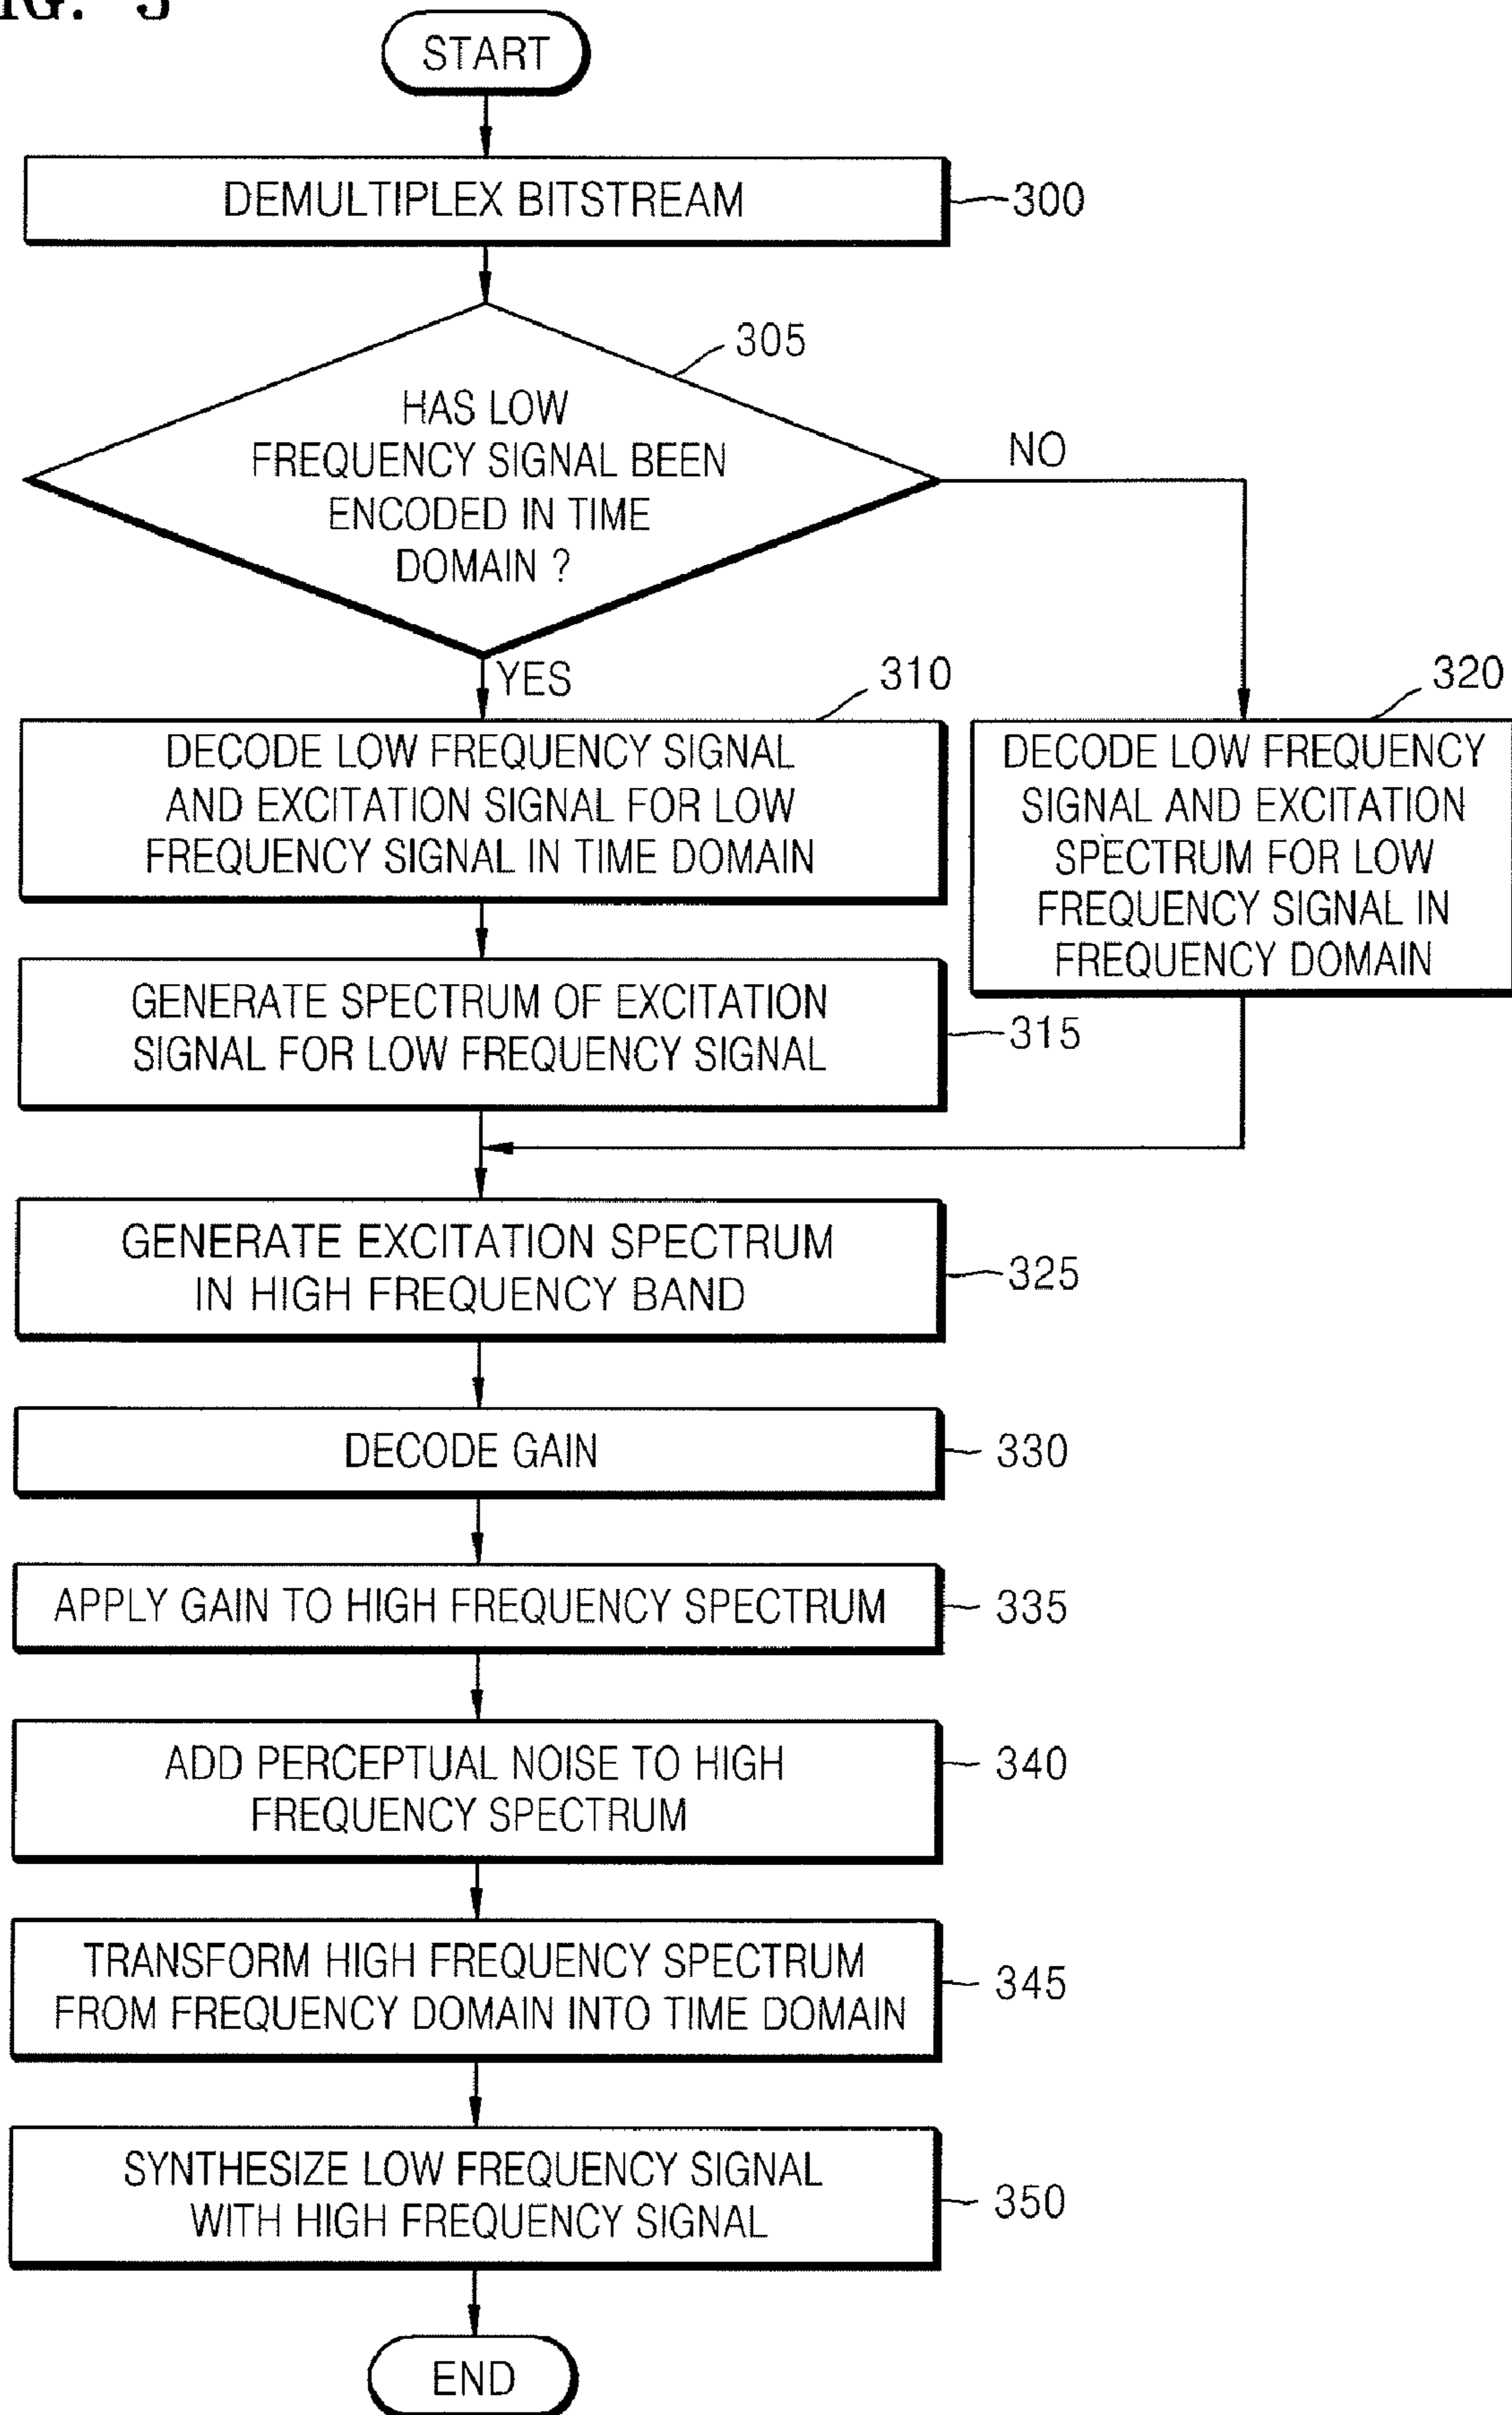 START
DEMULTIPLEX BITSTREAM
300
305
HAS LOW
FREQUENCY SIGNAL BEEN
ENCODED IN TIME
DOMAIN ?
NO
YES
310
DECODE LOW FREQUENCY SIGNAL
AND EXCITATION SIGNAL FOR LOW
FREQUENCY SIGNAL IN TIME DOMAIN
320
DECODE LOW FREQUENCY
SIGNAL AND EXCITATION
SPECTRUM FOR LOW
FREQUENCY SIGNAL IN
FREQUENCY DOMAIN
GENERATE SPECTRUM OF EXCITATION
SIGNAL FOR LOW FREQUENCY SIGNAL
315
GENERATE EXCITATION SPECTRUM
IN HIGH FREQUENCY BAND
325
DECODE GAIN
330
APPLY GAIN TO HIGH FREQUENCY SPECTRUM
335
ADD PERCEPTUAL NOISE TO HIGH
FREQUENCY SPECTRUM
340
TRANSFORM HIGH FREQUENCY SPECTRUM
FROM FREQUENCY DOMAIN INTO TIME DOMAIN
345
SYNTHESIZE LOW FREQUENCY SIGNAL
WITH HIGH FREQUENCY SIGNAL
350
END